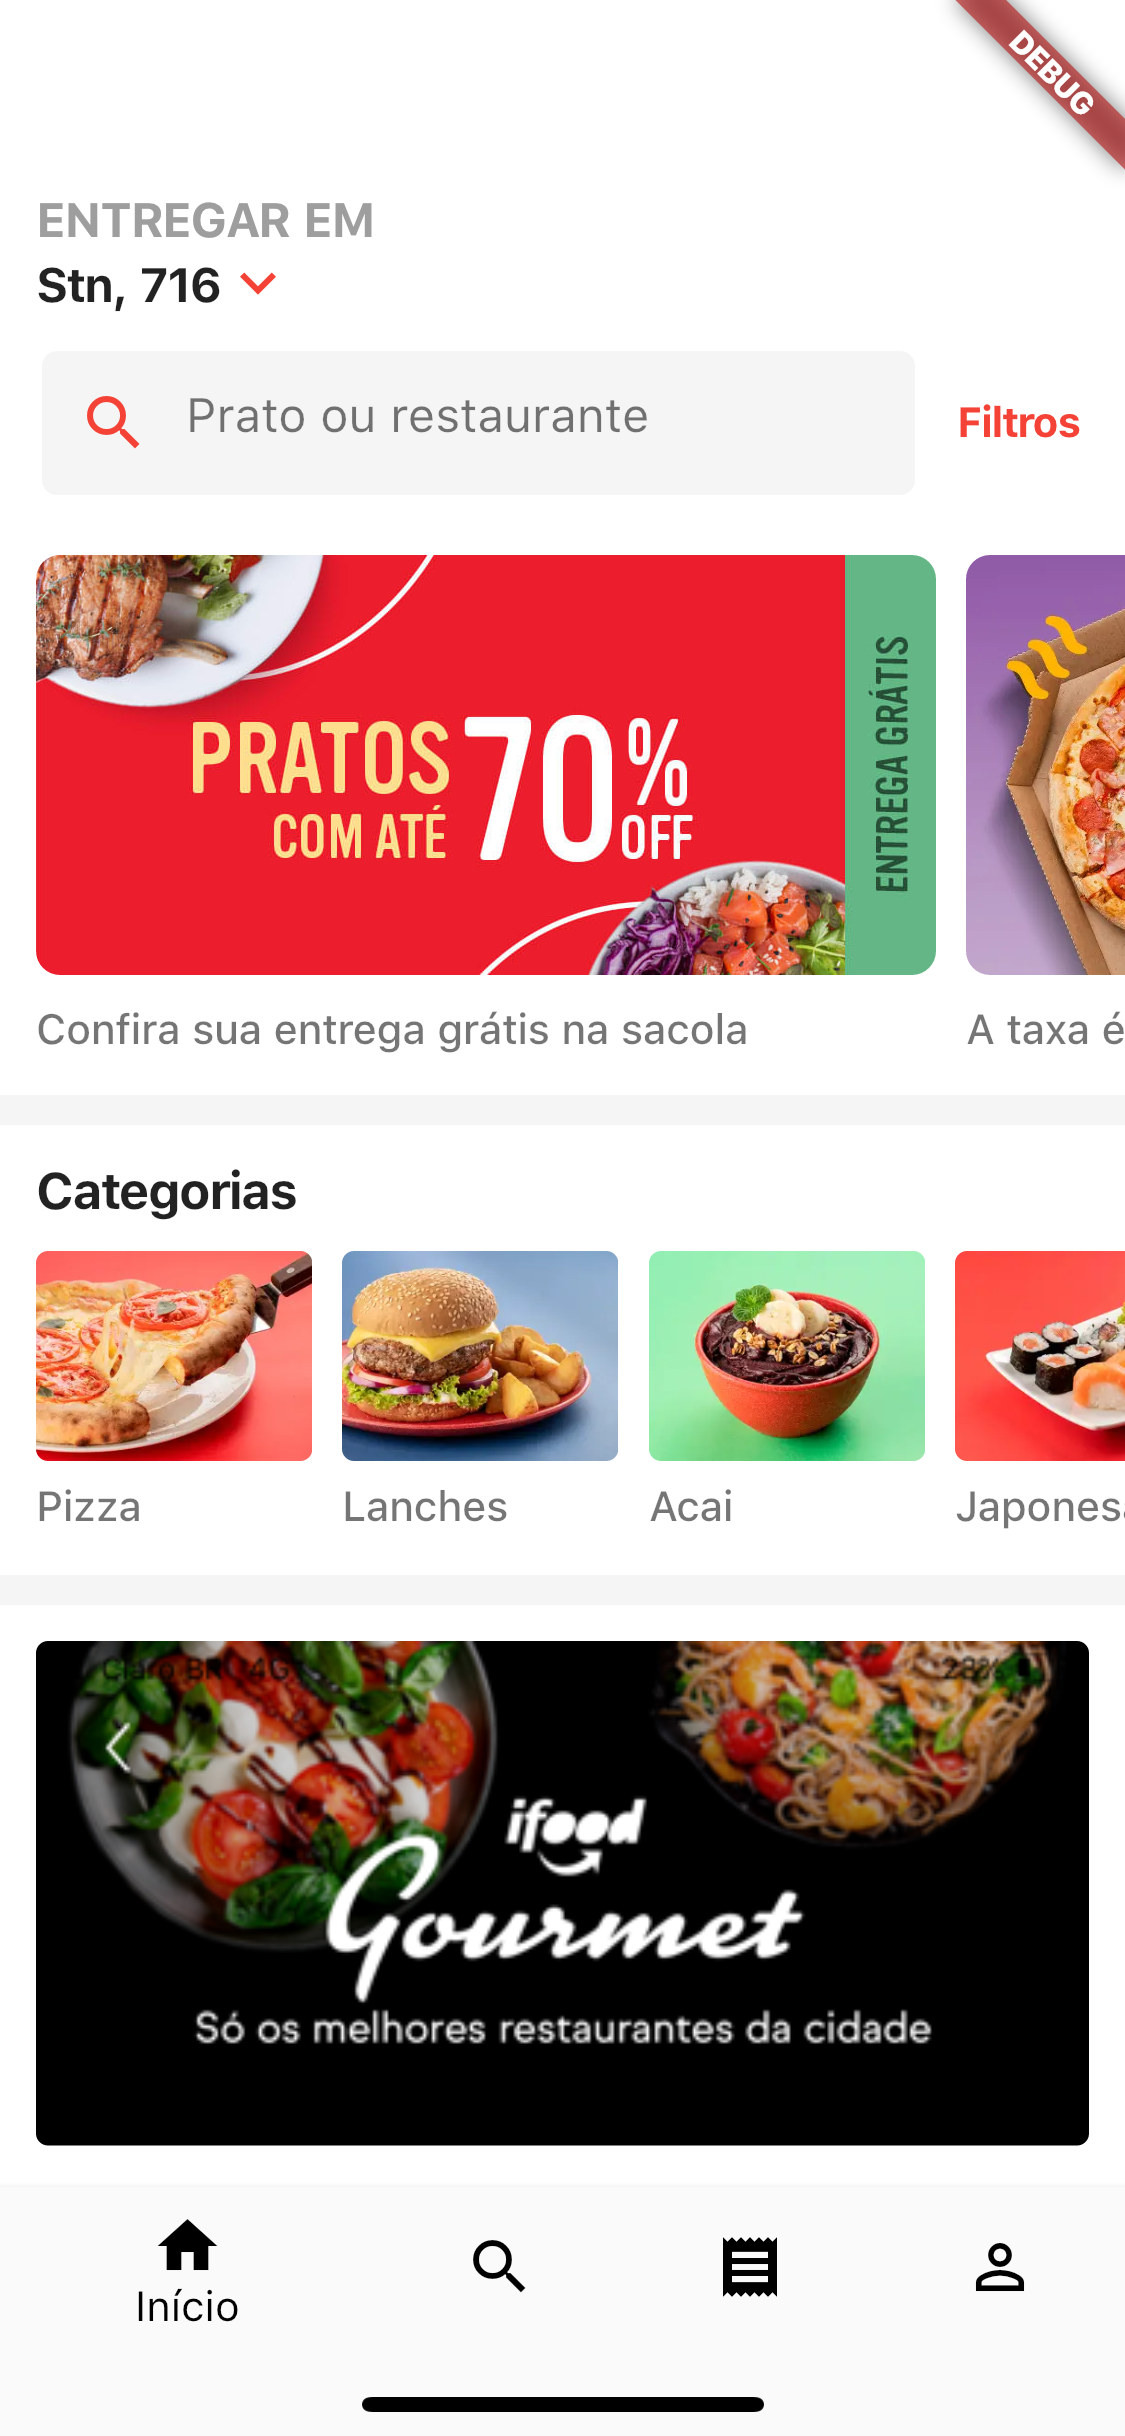 DEBUG
ENTREGAR EM
Stn, 716
Prato ou restaurante
Filtros
PRATOS
COM ATÉ
70%
OFF
ENTREGA GRÁTIS
Confira sua entrega grátis na sacola
A taxa é
Categorias
Pizza
Lanches
Acai
Japones
Claro BR 4G
23%
ifood
Gourmet
Só os melhores restaurantes da cidade
Início